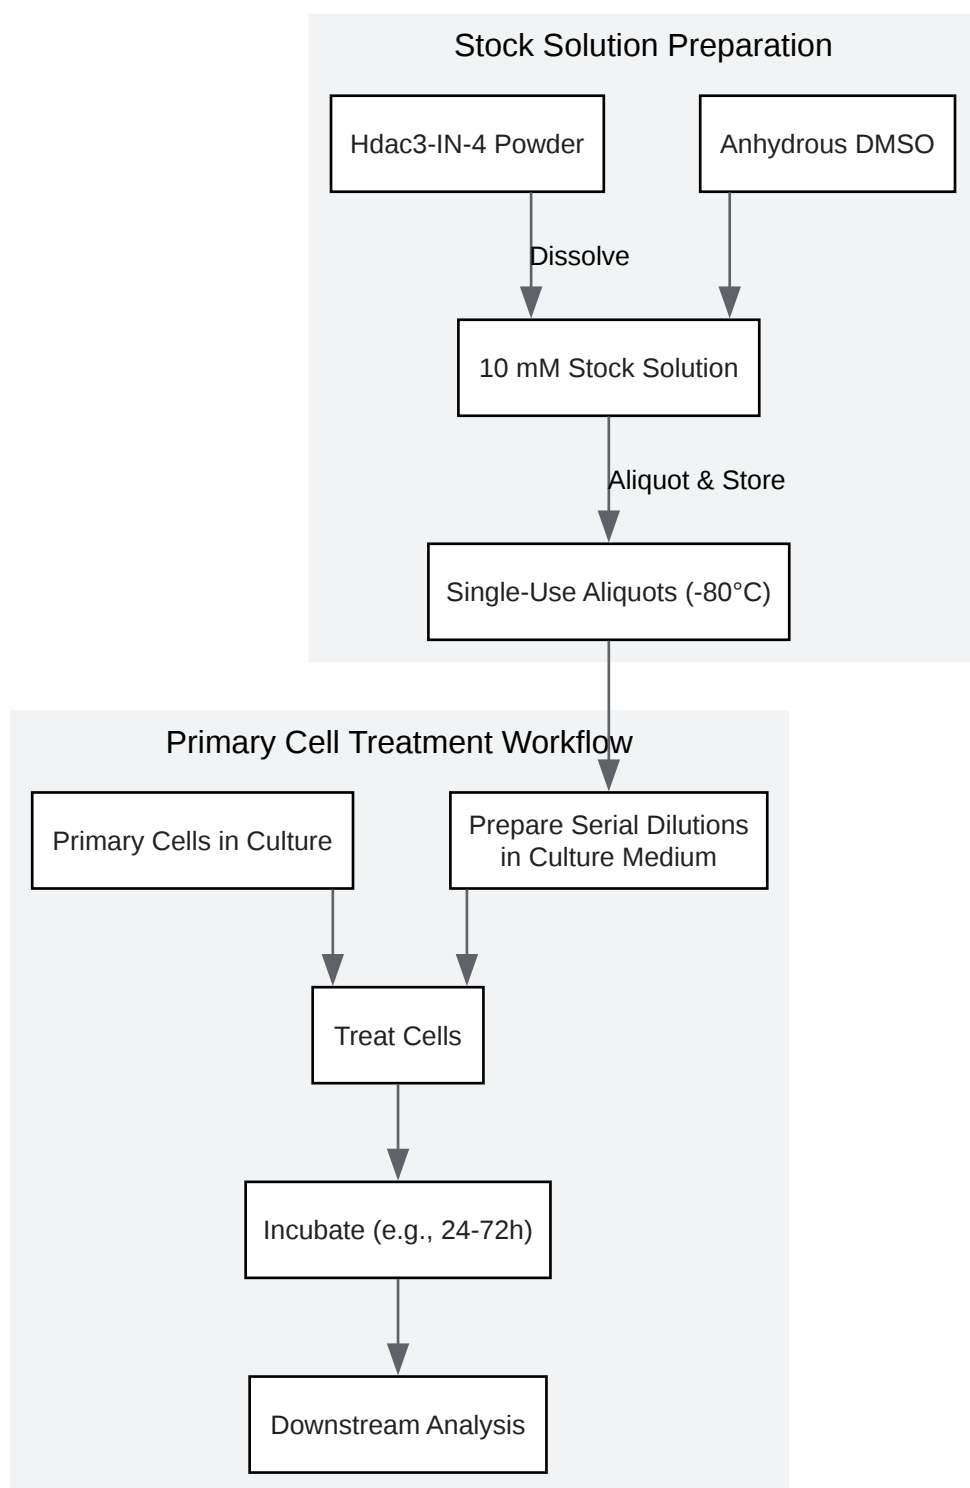 Stock Solution Preparation
Hdac3-IN-4 Powder
Anhydrous DMSO
Dissolve
10 mM Stock Solution
Aliquot & Store
Single-Use Aliquots (-80°C)
Primary Cell Treatment Workflow
Primary Cells in Culture
Prepare Serial Dilutions
in Culture Medium
Treat Cells
Incubate (e.g., 24-72h)
Downstream Analysis